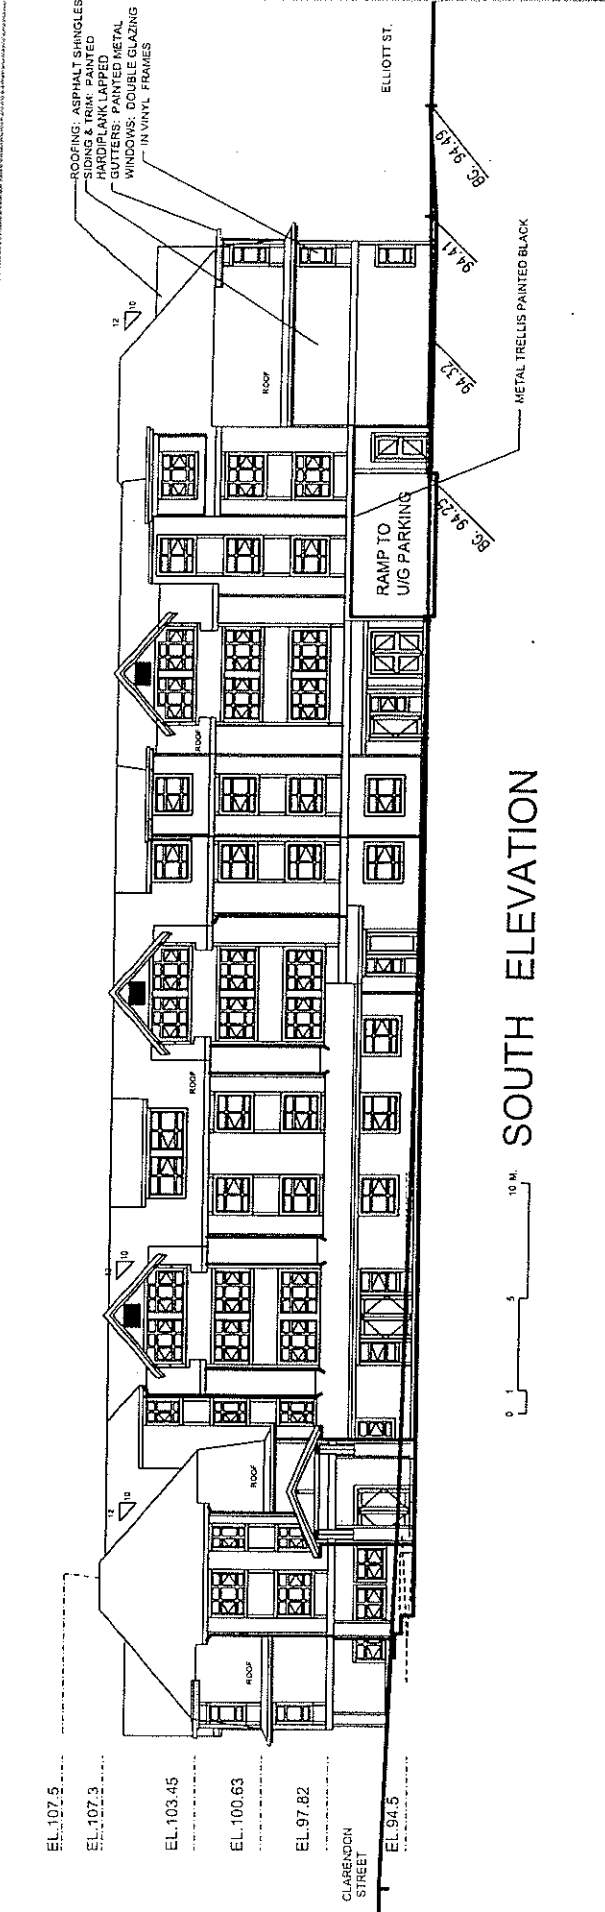 ROOFING: ASPHALT SHINGLES
SIDING & TRIM: PAINTED
HARDIPLANK LAPPED
GUTTERS: PAINTED METAL
WINDOWS: DOUBLE GLAZING
IN VINYL FRAMES
EL.107.5
EL.107.3
EL.103.45
EL.100.63
EL.97.82
EL.94.5
CLARENDON
STREET
12
10
12
10
12
10
ROOF
ROOF
ROOF
ROOF
ROOF
RAMP TO
U/G PARKING
ELLIOTT ST.
BG. 94.25
94.32
94.41
BG. 94.49
METAL TRELLIS PAINTED BLACK
0 1 5 10 M.
SOUTH ELEVATION